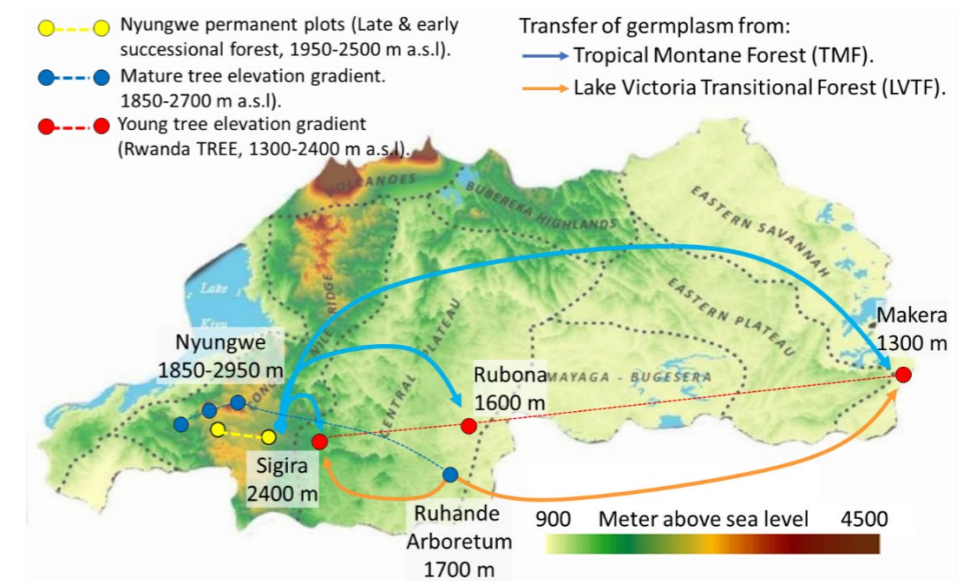 Nyungwe permanent plots (Late & early
successional forest, 1950-2500 m a.s.l).
Mature tree elevation gradient.
1850-2700 m a.s.l).
Young tree elevation gradient
(Rwanda TREE, 1300-2400 m a.s.l).
Transfer of germplasm from:
Tropical Montane Forest (TMF).
Lake Victoria Transitional Forest (LVTF).
VOLCANOES
BUBEREKA HIGHLANDS
EASTERN SAVANNAH
Lake
Kivu
RIDGE
NIL
CONG
CENTRAL PLATEAU
EASTERN PLATEAU
MAYAGA - BUGESERA
Nyungwe
1850-2950 m
Makera
1300 m
Rubona
1600 m
Sigira
2400 m
Ruhande
Arboretum
1700 m
900 Meter above sea level 4500